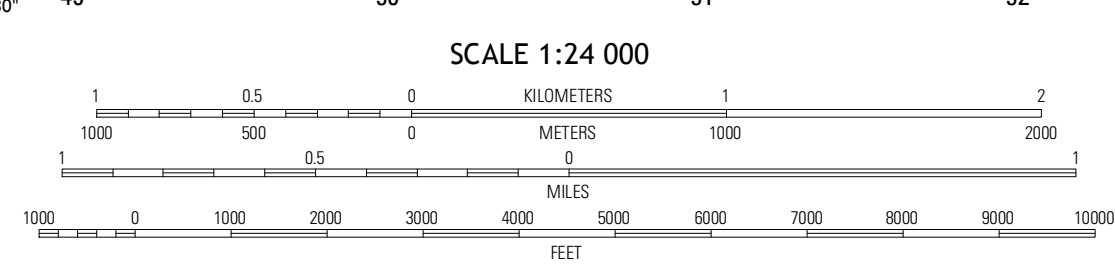 SCALE 1:24 000
1 0.5 0 KILOMETERS 1 2
1000 500 0 METERS 1000 2000
1 0.5 0 1
MILES
1000 0 1000 2000 3000 4000 5000 6000 7000 8000 9000 10000
FEET